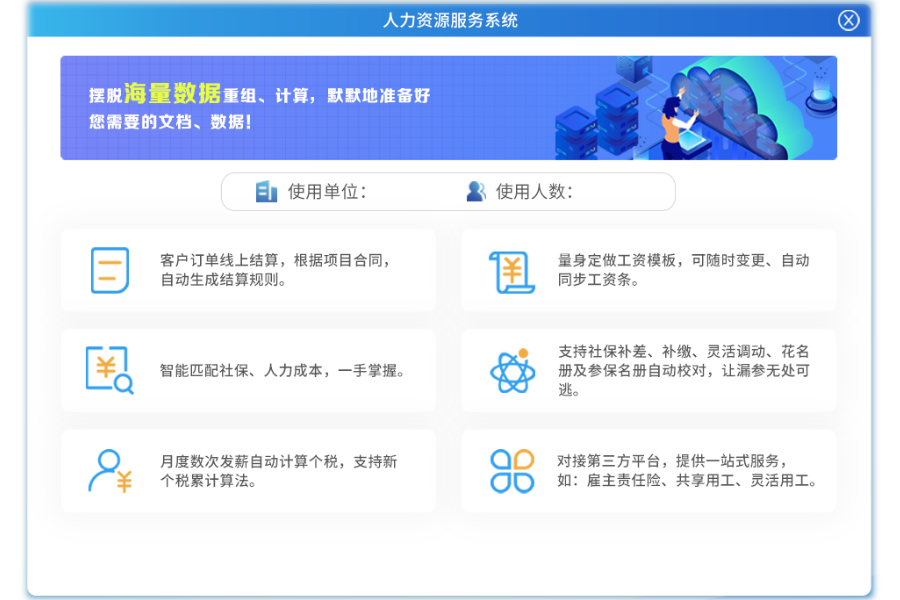 人力资源服务系统
摆脱海量数据重组、计算，默默地准备好
您需要的文档、数据！
使用单位： 使用人数：
客户订单线上结算，根据项目合同，
自动生成结算规则。
量身定做工资模板，可随时变更、自动
同步工资条。
智能匹配社保、人力成本，一手掌握。
支持社保补差、补缴、灵活调动、花名
册及参保名册自动校对，让漏参无处可
逃。
月度数次发薪自动计算个税，支持新
个税累计算法。
对接第三方平台，提供一站式服务，
如：雇主责任险、共享用工、灵活用工。